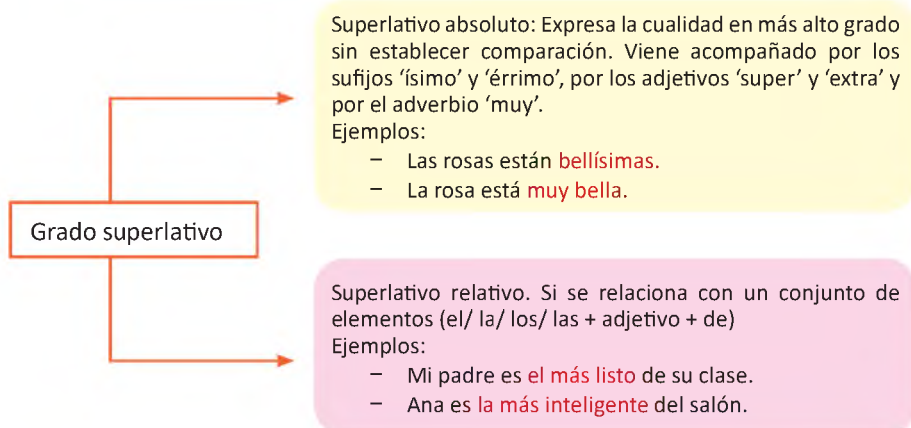 Superlativo absoluto: Expresa la cualidad en más alto grado
sin establecer comparación. Viene acompañado por los
sufijos ‘ísimo’ y ‘érrimo’, por los adjetivos ‘super’ y ‘extra’ y
por el adverbio ‘muy’.
Ejemplos:
– Las rosas están bellísimas.
– La rosa está muy bella.
Grado superlativo
Superlativo relativo. Si se relaciona con un conjunto de
elementos (el/ la/ los/ las + adjetivo + de)
Ejemplos:
– Mi padre es el más listo de su clase.
– Ana es la más inteligente del salón.